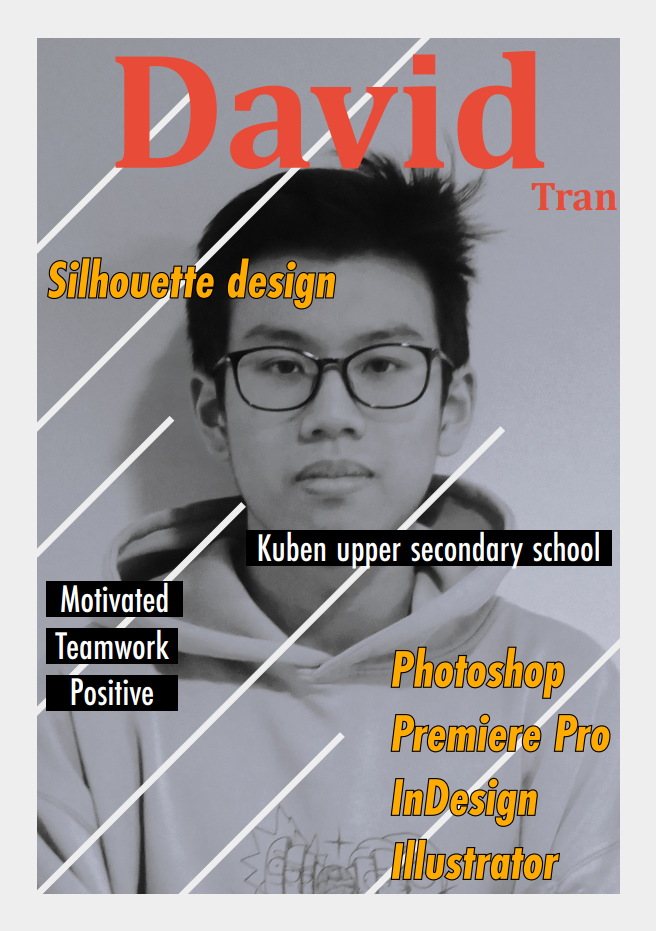 David
Tran
Silhouette design
Kuben upper secondary school
Motivated
Teamwork
Positive
Photoshop
Premiere Pro
InDesign
Illustrator